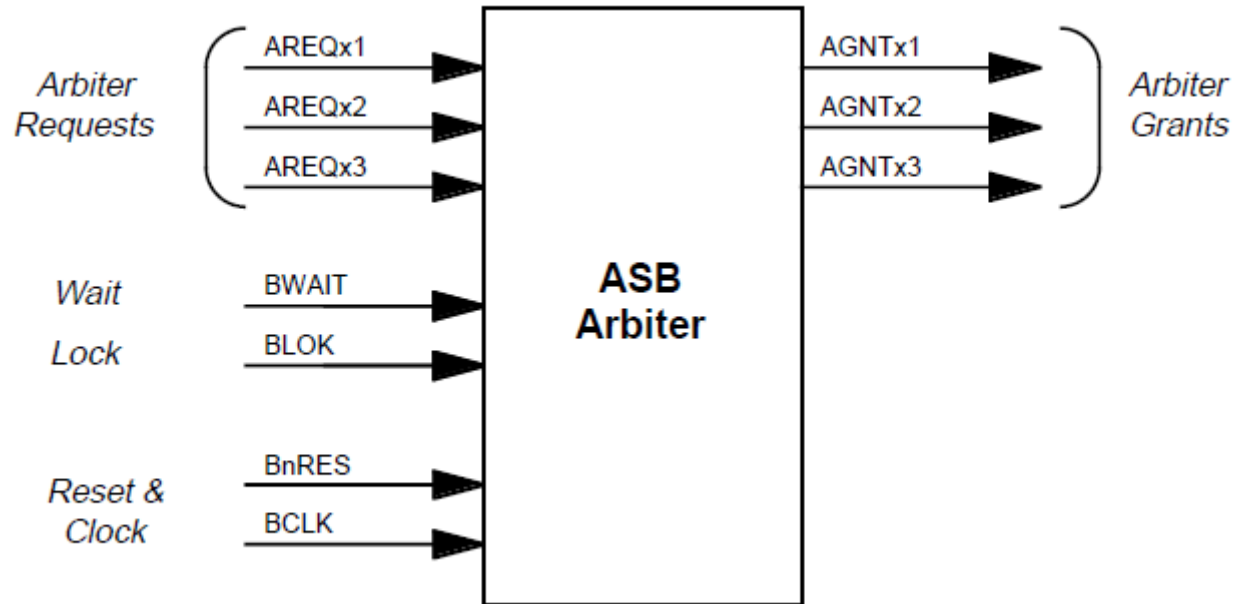 Arbiter
Requests
AREQx1
AREQx2
AREQx3
Wait
BWAIT
Lock
BLOK
Reset &
Clock
BnRES
BCLK
ASB
Arbiter
AGNTx1
AGNTx2
AGNTx3
Arbiter
Grants